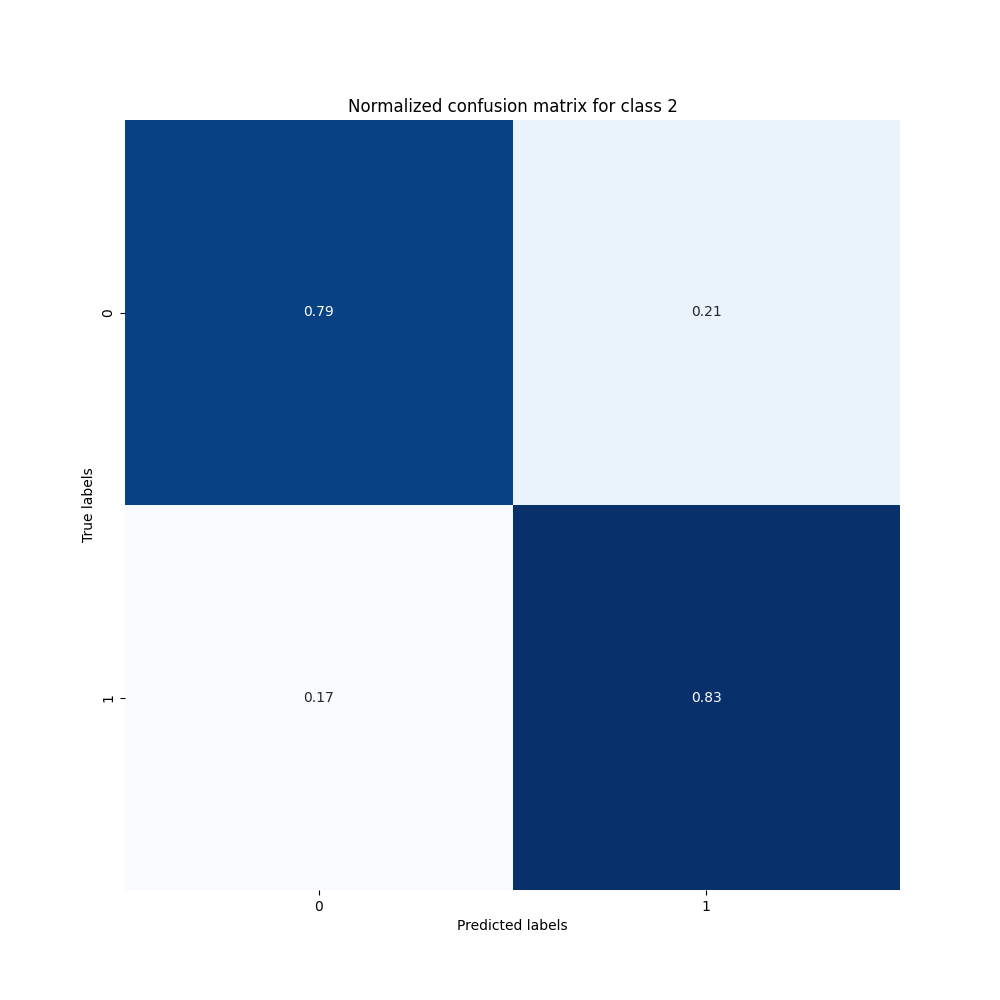 Normalized confusion matrix for class 2
0
0.79
0.21
True labels
1
0.17
0.83
0
1
Predicted labels